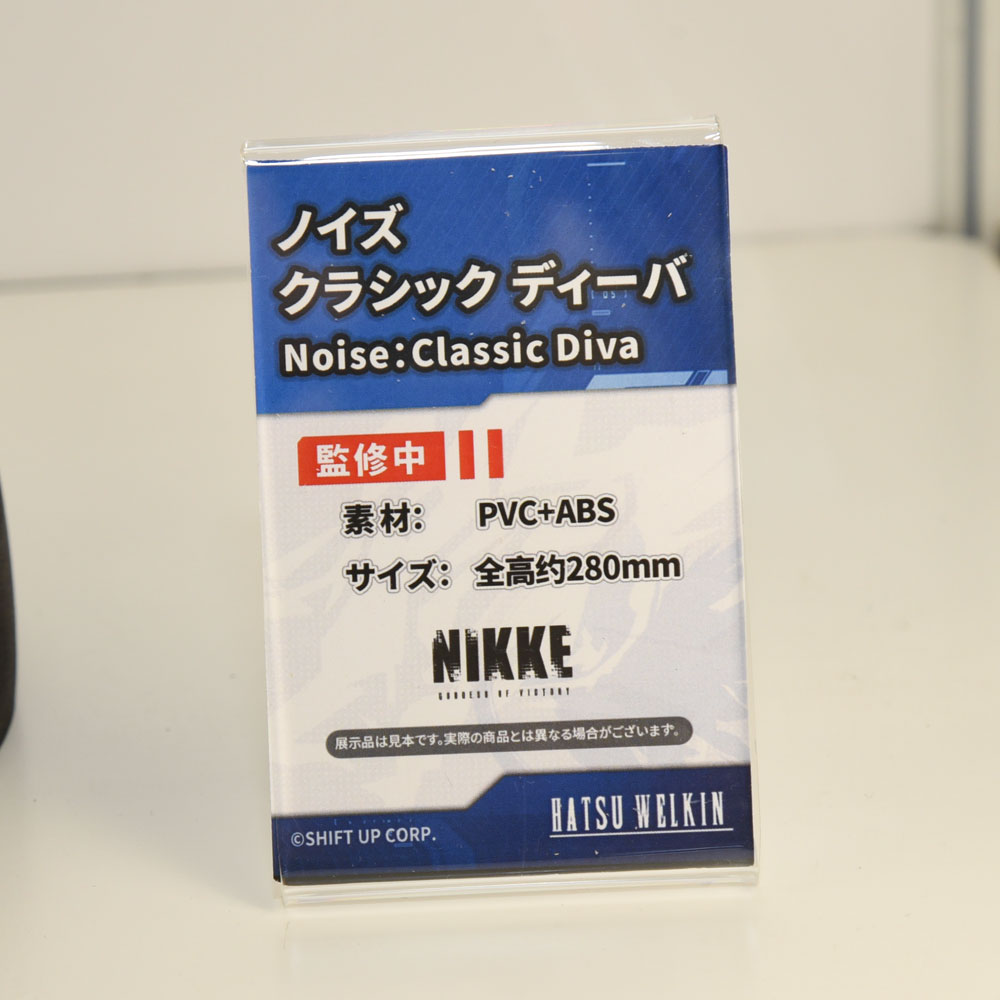 ノイズ
クラシック ディーバ
Noise:Classic Diva
監修中
素材: PVC+ABS
サイズ: 全高约280mm
NIKKE
GODDESS OF VICTORY
展示品は見本です。実際の商品とは異なる場合がございます。
©SHIFT UP CORP.
HATSU WELKIN